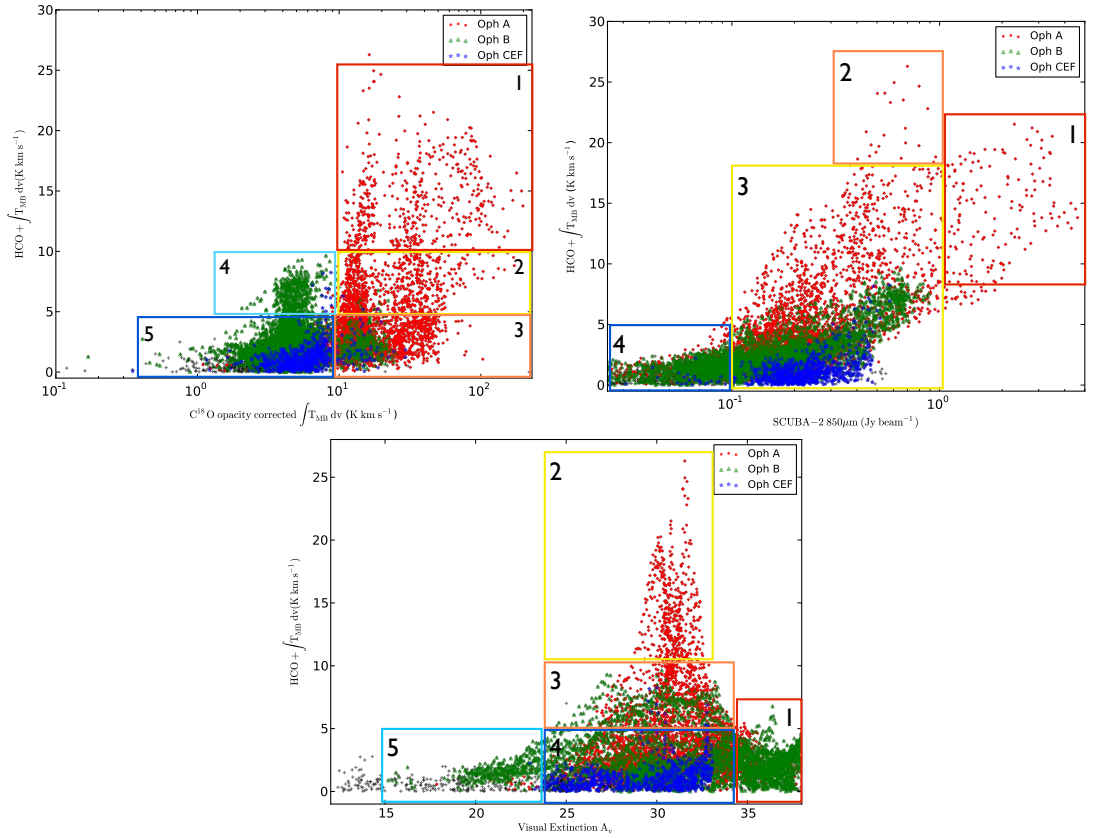 30
25
20
15
10
5
0
HCO + ∫T_MB dv(K km s⁻¹)
Oph A
Oph B
Oph CEF
1
2
3
4
5
10⁻¹ 10⁰ 10¹ 10²
C¹⁸O opacity corrected ∫T_MB dv (K km s⁻¹)
30
25
20
15
10
5
0
HCO + ∫T_MB dv (K km s⁻¹)
Oph A
Oph B
Oph CEF
2
1
3
4
10⁻¹ 10⁰
SCUBA−2 850μm (Jy beam⁻¹)
25
20
15
10
5
0
HCO + ∫T_MB dv(K km s⁻¹)
Oph A
Oph B
Oph CEF
2
3
1
5
4
15 20 25 30 35
Visual Extinction A_v